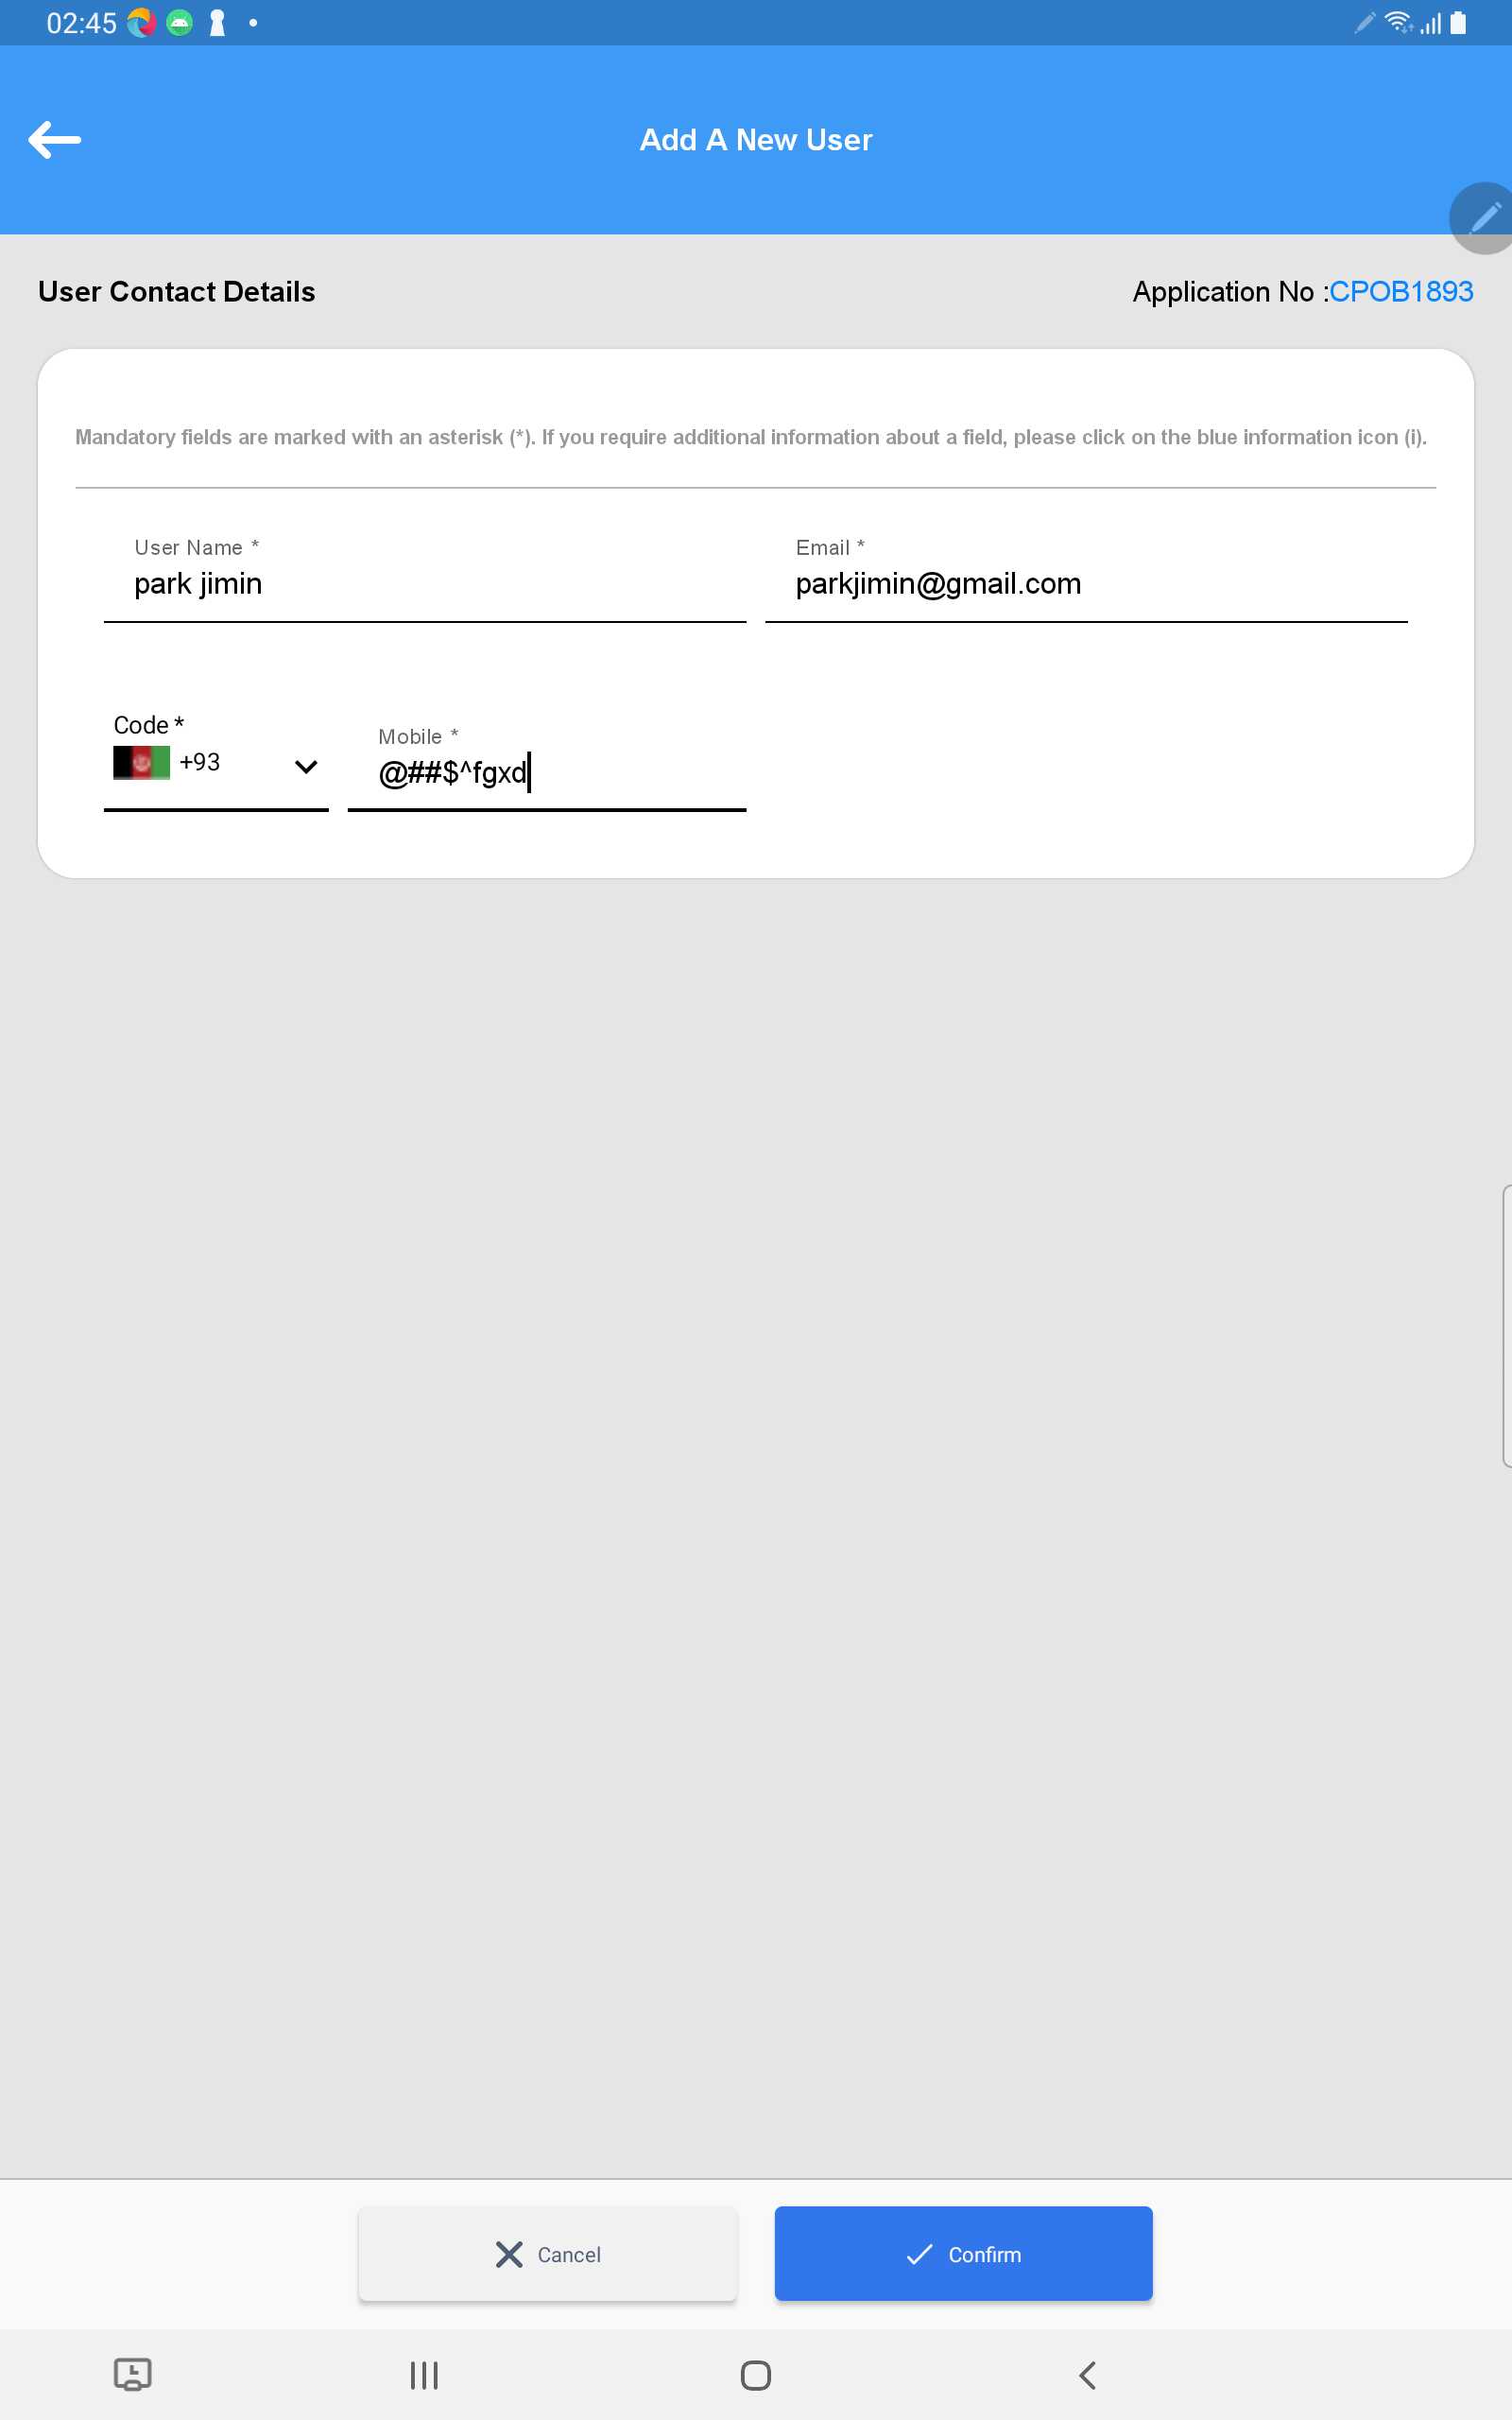 02:45
Add A New User
User Contact Details
Application No :CPOB1893
Mandatory fields are marked with an asterisk (*). If you require additional information about a field, please click on the blue information icon (i).
User Name *
Email *
park jimin
parkjimin@gmail.com
Code *
Mobile *
+93
@##$^fgxd
Cancel
Confirm